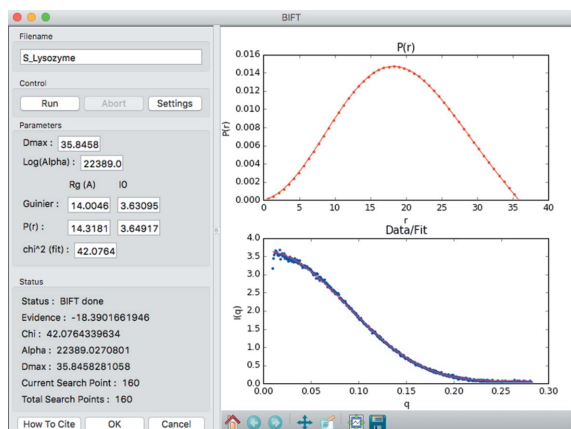 BIFT
Filename
S_Lysozyme
Control
Run Abort Settings
Parameters
Dmax : 35.8458
Log(Alpha) : 22389.0
Rg (A) I0
Guinier : 14.0046 3.63095
P(r) : 14.3181 3.64917
chi^2 (fit) : 42.0764
Status
Status : BIFT done
Evidence : -18.3901661946
Chi : 42.0764339634
Alpha : 22389.0270801
Dmax : 35.8458281058
Current Search Point : 160
Total Search Points : 160
How To Cite OK Cancel
P(r)
0.016
0.014
0.012
0.010
0.008
0.006
0.004
0.002
0.000
P(r)
0 5 10 15 20 25 30 35 40
r
Data/Fit
4.0
3.5
3.0
2.5
2.0
1.5
1.0
0.5
0.0
I(q)
0.00 0.05 0.10 0.15 0.20 0.25 0.30
q